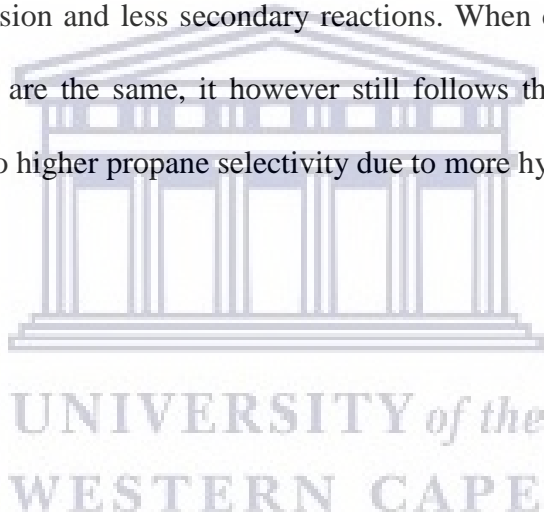 sion and less secondary reactions. When
are the same, it however still follows th
o higher propane selectivity due to more hy
UNIVERSITY of the
WESTERN CAPE